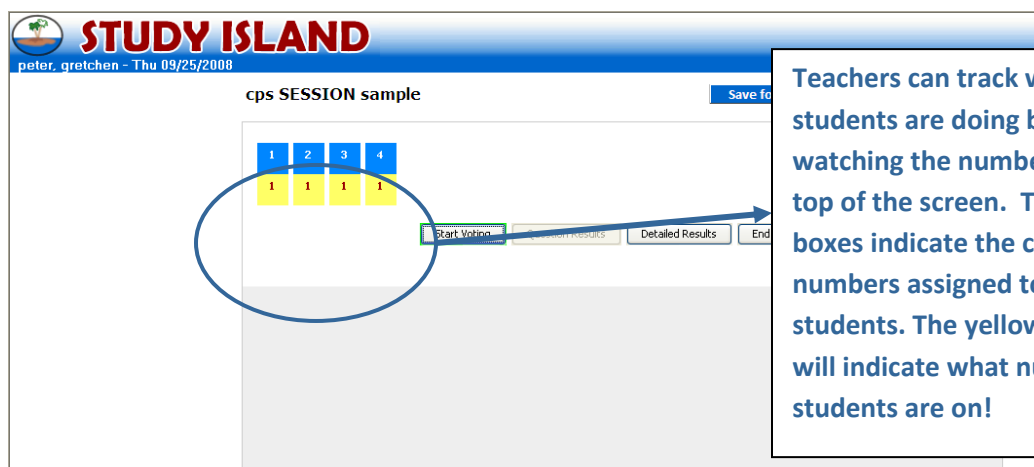 STUDY ISLAND
peter, gretchen - Thu 09/25/2008
cps SESSION sample
Save fo
1 2 3 4
1 1 1 1
Start Voting Question Results Detailed Results End
Teachers can track
students are doing
watching the numbe
top of the screen. T
boxes indicate the c
numbers assigned to
students. The yellow
will indicate what nu
students are on!